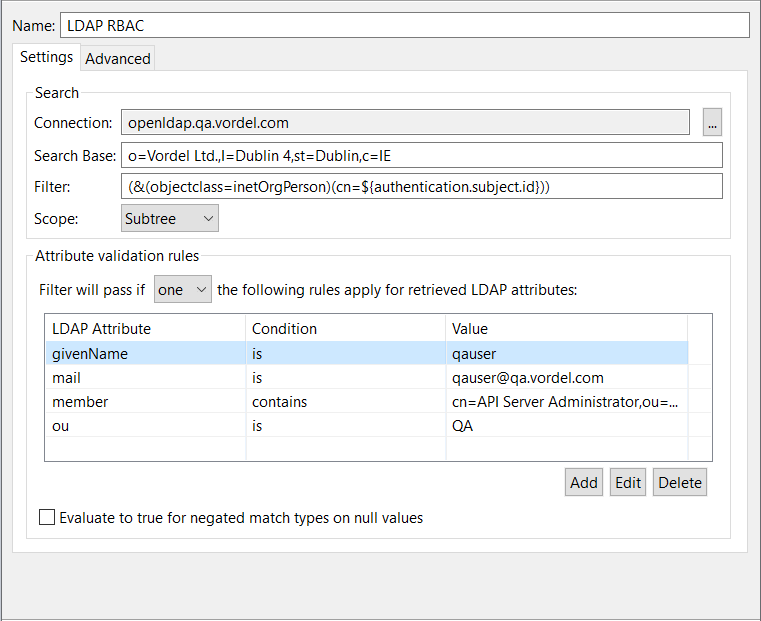 Name: LDAP RBAC
Settings Advanced
Search
Connection: openldap.qa.vordel.com ...
Search Base: o=Vordel Ltd.,l=Dublin 4,st=Dublin,c=IE
Filter: (&(objectclass=inetOrgPerson)(cn=${authentication.subject.id}))
Scope: Subtree
Attribute validation rules
Filter will pass if one the following rules apply for retrieved LDAP attributes:
LDAP Attribute Condition Value
givenName is qauser
mail is qauser@qa.vordel.com
member contains cn=API Server Administrator,ou=...
ou is QA
Add Edit Delete
Evaluate to true for negated match types on null values